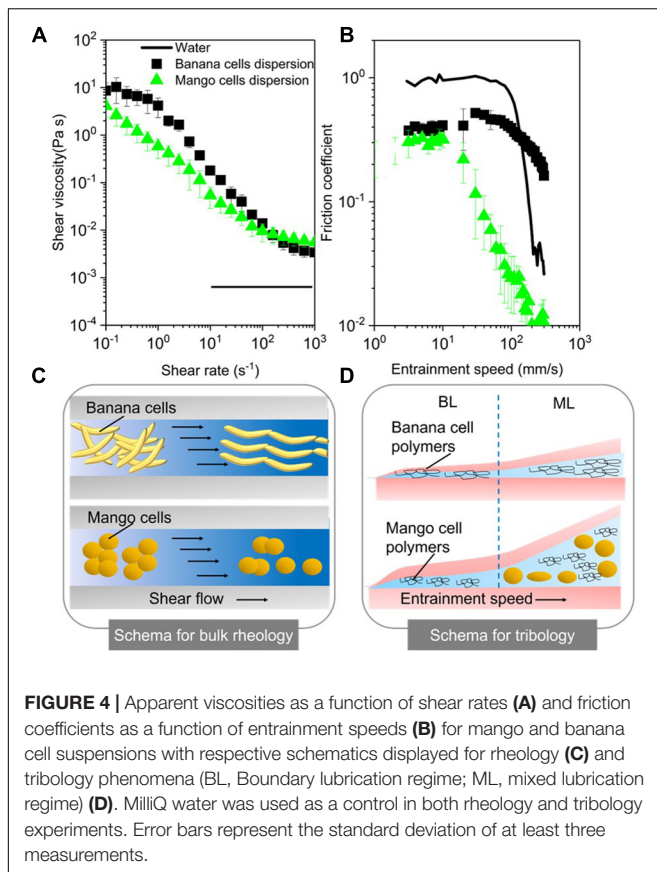 A
B
Water
Banana cells dispersion
Mango cells dispersion
10²
10¹
10⁰
10⁻¹
10⁻²
10⁻³
10⁻⁴
Shear viscosity(Pa s)
10⁻¹ 10⁰ 10¹ 10² 10³
Shear rate (s⁻¹)
10⁰
10⁻¹
10⁻²
Friction coefficient
10⁰ 10¹ 10² 10³
Entrainment speed (mm/s)
C
Banana cells
Mango cells
Shear flow
Schema for bulk rheology
D
BL ML
Banana cell
polymers
Mango cell
polymers
Entrainment speed
Schema for tribology
FIGURE 4 | Apparent viscosities as a function of shear rates (A) and friction
coefficients as a function of entrainment speeds (B) for mango and banana
cell suspensions with respective schematics displayed for rheology (C) and
tribology phenomena (BL, Boundary lubrication regime; ML, mixed lubrication
regime) (D). MilliQ water was used as a control in both rheology and tribology
experiments. Error bars represent the standard deviation of at least three
measurements.